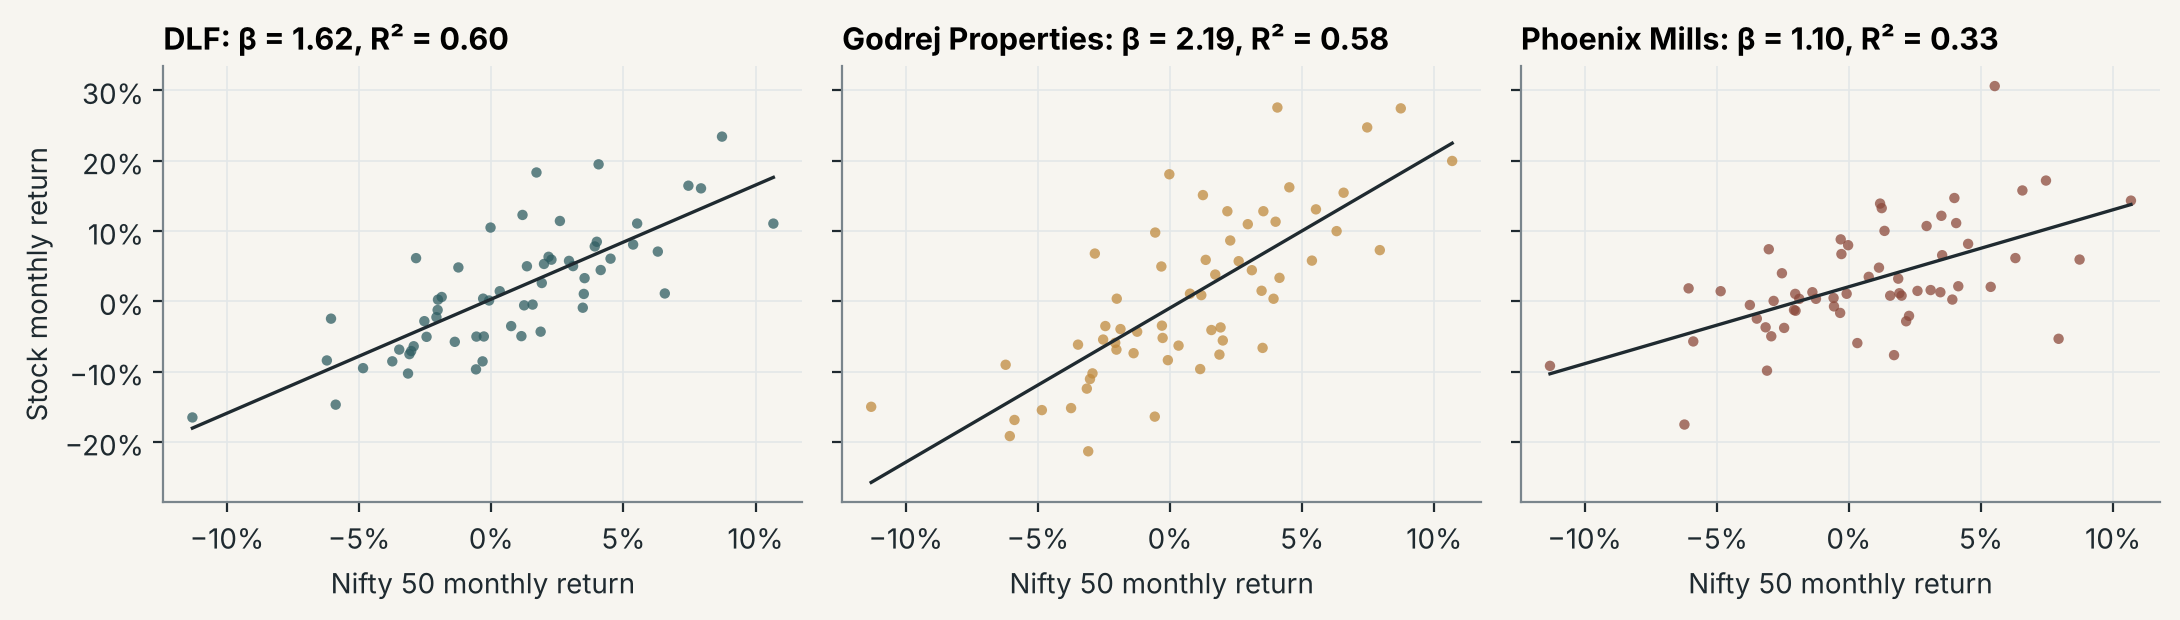 DLF: β = 1.62, R² = 0.60
Godrej Properties: β = 2.19, R² = 0.58
Phoenix Mills: β = 1.10, R² = 0.33
Stock monthly return
30%
20%
10%
0%
−10%
−20%
−10% −5% 0% 5% 10%
−10% −5% 0% 5% 10%
−10% −5% 0% 5% 10%
Nifty 50 monthly return
Nifty 50 monthly return
Nifty 50 monthly return